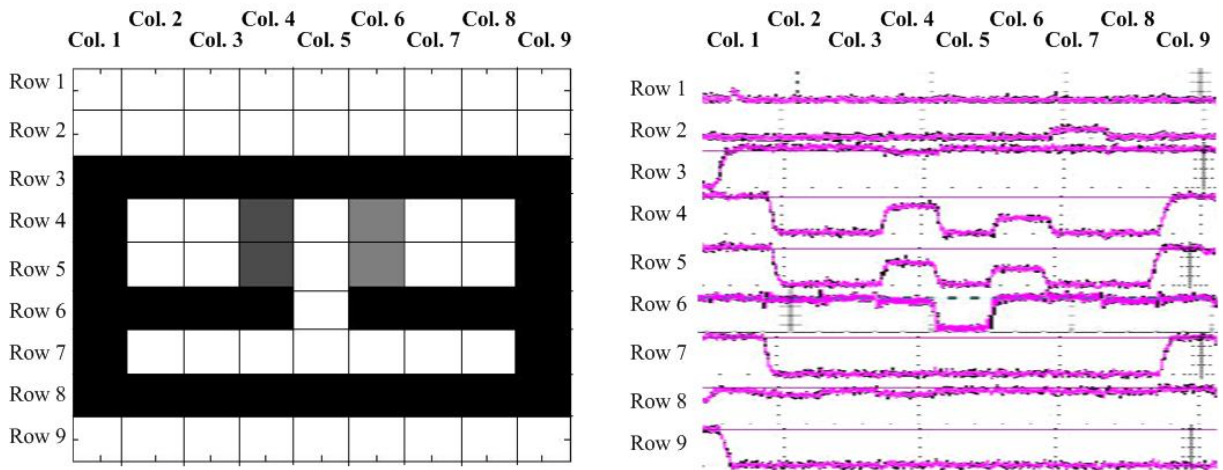 Col. 2 Col. 4 Col. 6 Col. 8
Col. 1 Col. 3 Col. 5 Col. 7 Col. 9
Row 1
Row 2
Row 3
Row 4
Row 5
Row 6
Row 7
Row 8
Row 9
Col. 2 Col. 4 Col. 6 Col. 8
Col. 1 Col. 3 Col. 5 Col. 7 Col. 9
Row 1
Row 2
Row 3
Row 4
Row 5
Row 6
Row 7
Row 8
Row 9